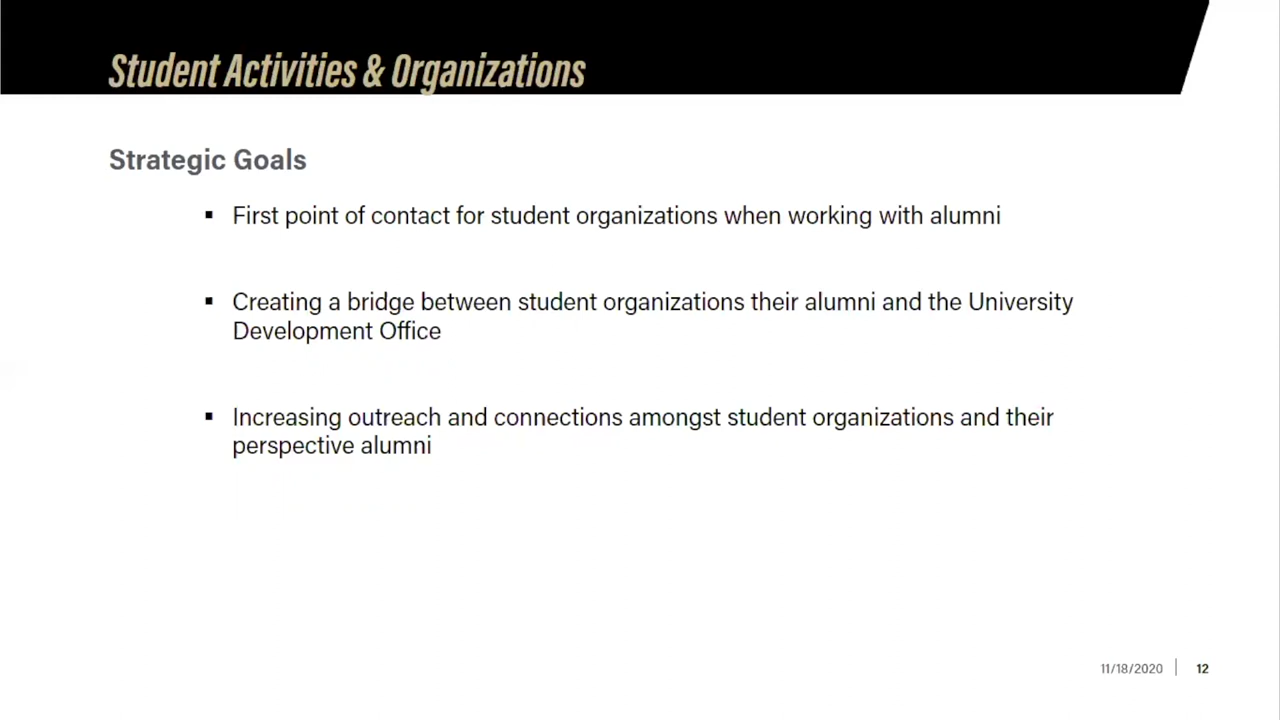 Student Activities & Organizations
Strategic Goals
▪ First point of contact for student organizations when working with alumni
▪ Creating a bridge between student organizations their alumni and the University
Development Office
▪ Increasing outreach and connections amongst student organizations and their
perspective alumni
11/18/2020 | 12